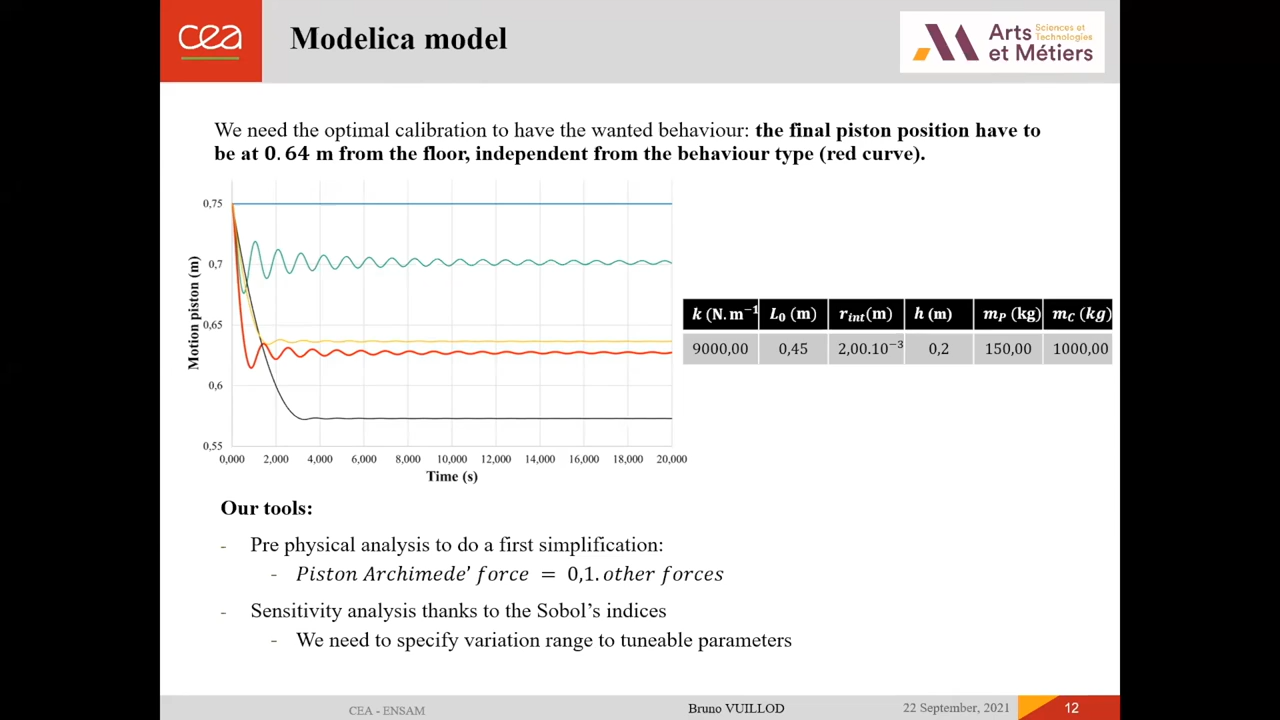 cea
Modelica model
Arts
et Métiers
Sciences et
Technologies
We need the optimal calibration to have the wanted behaviour: the final piston position have to
be at 0.64 m from the floor, independent from the behaviour type (red curve).
Motion piston (m)
0,75
0,7
0,65
0,6
0,55
0,000 2,000 4,000 6,000 8,000 10,000 12,000 14,000 16,000 18,000 20,000
Time (s)
k (N.m⁻¹ L₀ (m) r_int(m) h (m) m_P (kg) m_C (kg)
9000,00 0,45 2,00.10⁻³ 0,2 150,00 1000,00
Our tools:
- Pre physical analysis to do a first simplification:
- Piston Archimede' force = 0,1. other forces
- Sensitivity analysis thanks to the Sobol's indices
- We need to specify variation range to tuneable parameters
CEA - ENSAM
Bruno VUILLOD
22 September, 2021
12